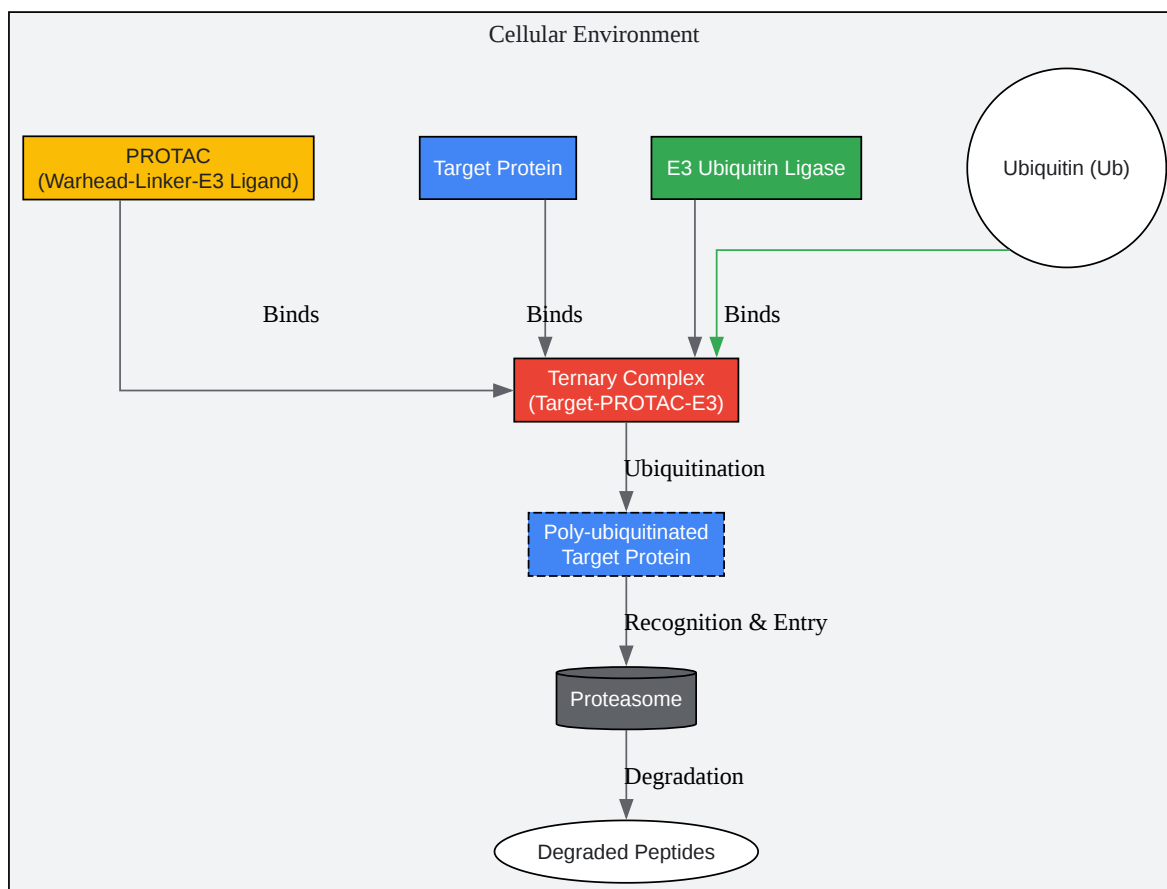 Cellular Environment
PROTAC
(Warhead-Linker-E3 Ligand)
Target Protein
E3 Ubiquitin Ligase
Ubiquitin (Ub)
Binds
Binds
Binds
Ternary Complex
(Target-PROTAC-E3)
Ubiquitination
Poly-ubiquitinated
Target Protein
Recognition & Entry
Proteasome
Degradation
Degraded Peptides